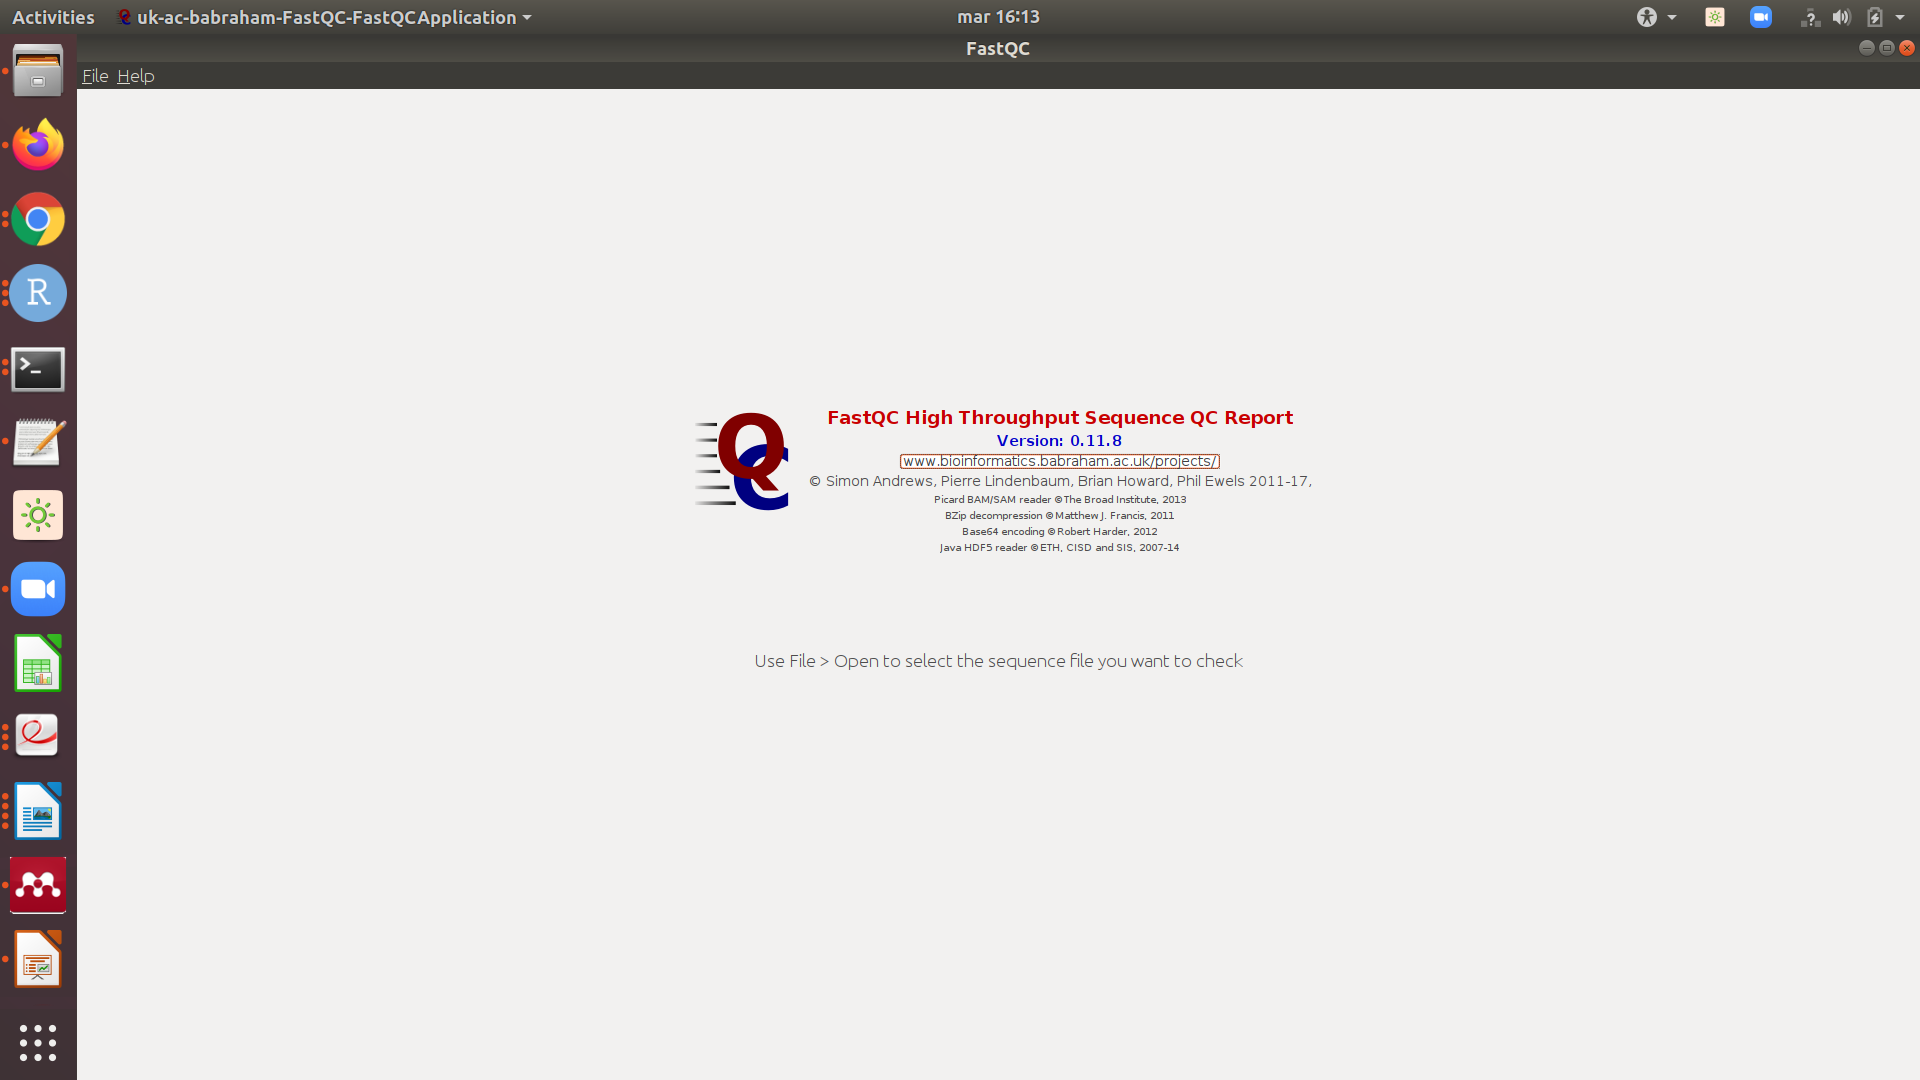 Activities
uk-ac-babraham-FastQC-FastQCApplication
mar 16:13
FastQC
File Help
FastQC High Throughput Sequence QC Report
Version: 0.11.8
www.bioinformatics.babraham.ac.uk/projects/
© Simon Andrews, Pierre Lindenbaum, Brian Howard, Phil Ewels 2011-17,
Picard BAM/SAM reader ©The Broad Institute, 2013
BZip decompression ©Matthew J. Francis, 2011
Base64 encoding ©Robert Harder, 2012
Java HDF5 reader ©ETH, CISD and SIS, 2007-14
Use File > Open to select the sequence file you want to check